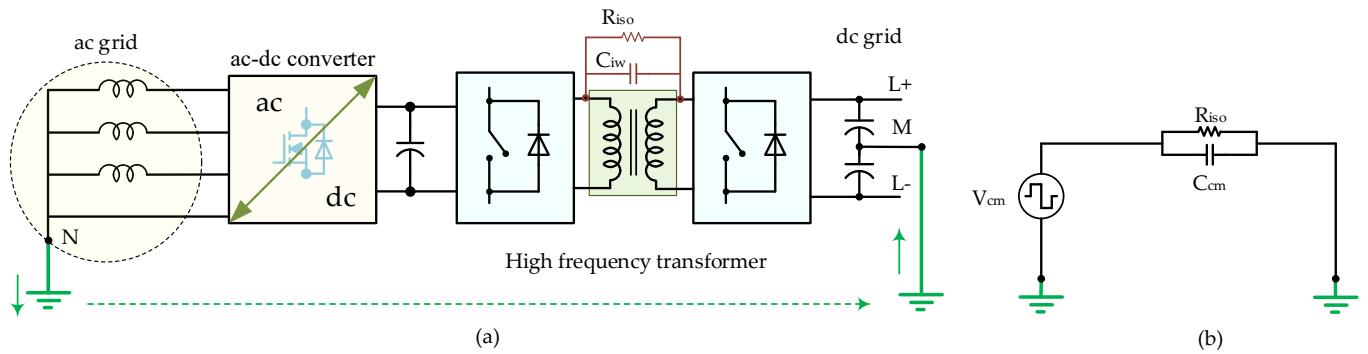 ac grid
ac-dc converter
ac
dc
N
Riso
Ciw
dc grid
L+
M
L-
High frequency transformer
(a)
Riso
Ccm
Vcm
(b)